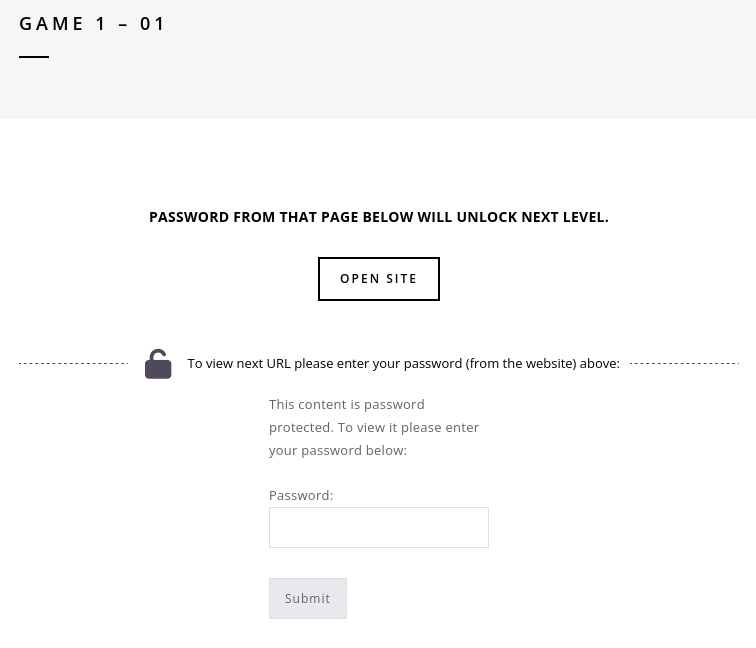 GAME 1 – 01
PASSWORD FROM THAT PAGE BELOW WILL UNLOCK NEXT LEVEL.
OPEN SITE
To view next URL please enter your password (from the website) above:
This content is password
protected. To view it please enter
your password below:
Password:
Submit